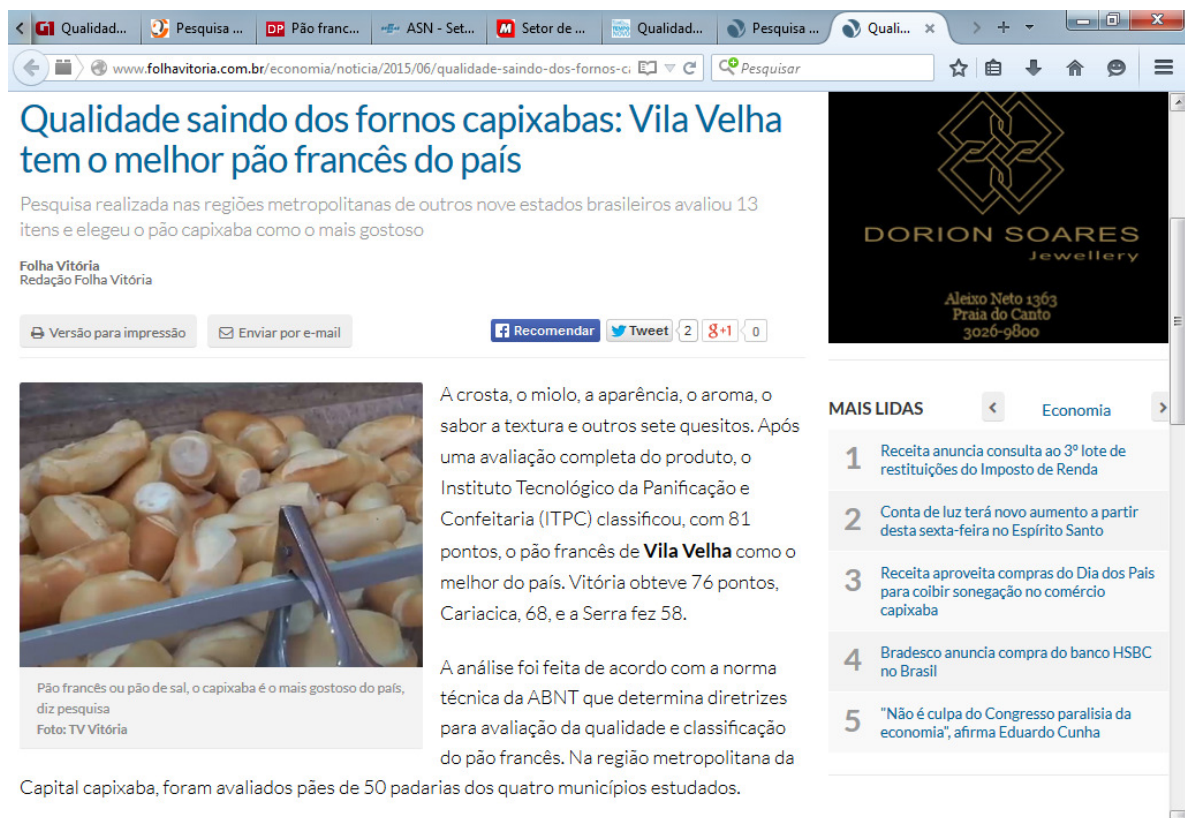 Qualidad...
Pesquisa ...
DP Pão franc...
ASN - Set...
Setor de ...
Qualidad...
Pesquisa ...
Quali...
www.folhavitoria.com.br/economia/noticia/2015/06/qualidade-saindo-dos-fornos-c
Pesquisar
Qualidade saindo dos fornos capixabas: Vila Velha
tem o melhor pão francês do país
Pesquisa realizada nas regiões metropolitanas de outros nove estados brasileiros avaliou 13
itens e elegeu o pão capixaba como o mais gostoso
Folha Vitória
Redação Folha Vitória
Versão para impressão
Enviar por e-mail
Recomendar
Tweet 2
g+1 0
A crosta, o miolo, a aparência, o aroma, o
sabor a textura e outros sete quesitos. Após
uma avaliação completa do produto, o
Instituto Tecnológico da Panificação e
Confeitaria (ITPC) classificou, com 81
pontos, o pão francês de Vila Velha como o
melhor do país. Vitória obteve 76 pontos,
Cariacica, 68, e a Serra fez 58.
Pão francês ou pão de sal, o capixaba é o mais gostoso do país,
diz pesquisa
Foto: TV Vitória
A análise foi feita de acordo com a norma
técnica da ABNT que determina diretrizes
para avaliação da qualidade e classificação
do pão francês. Na região metropolitana da
Capital capixaba, foram avaliados pães de 50 padarias dos quatro municípios estudados.
DORION SOARES
Jewellery
Aleixo Neto 1363
Praia do Canto
3026-9800
MAIS LIDAS
Economia
1 Receita anuncia consulta ao 3º lote de
restituições do Imposto de Renda
2 Conta de luz terá novo aumento a partir
desta sexta-feira no Espírito Santo
3 Receita aproveita compras do Dia dos Pais
para coibir sonegação no comércio
capixaba
4 Bradesco anuncia compra do banco HSBC
no Brasil
5 "Não é culpa do Congresso paralisia da
economia", afirma Eduardo Cunha